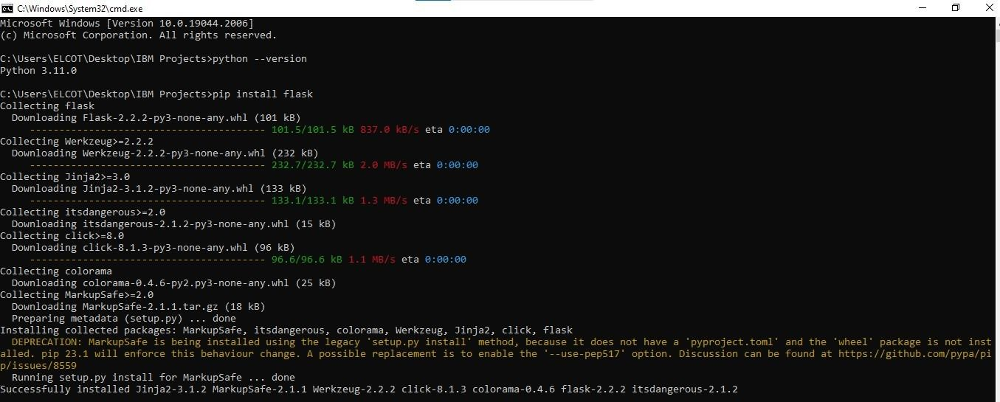 C:\Windows\System32\cmd.exe
Microsoft Windows [Version 10.0.19044.2006]
(c) Microsoft Corporation. All rights reserved.
C:\Users\ELCOT\Desktop\IBM Projects>python --version
Python 3.11.0
C:\Users\ELCOT\Desktop\IBM Projects>pip install flask
Collecting flask
  Downloading Flask-2.2.2-py3-none-any.whl (101 kB)
     ---------------------------------------- 101.5/101.5 kB 837.0 kB/s eta 0:00:00
Collecting Werkzeug>=2.2.2
  Downloading Werkzeug-2.2.2-py3-none-any.whl (232 kB)
     ---------------------------------------- 232.7/232.7 kB 2.0 MB/s eta 0:00:00
Collecting Jinja2>=3.0
  Downloading Jinja2-3.1.2-py3-none-any.whl (133 kB)
     ---------------------------------------- 133.1/133.1 kB 1.3 MB/s eta 0:00:00
Collecting itsdangerous>=2.0
  Downloading itsdangerous-2.1.2-py3-none-any.whl (15 kB)
Collecting click>=8.0
  Downloading click-8.1.3-py3-none-any.whl (96 kB)
     ---------------------------------------- 96.6/96.6 kB 1.1 MB/s eta 0:00:00
Collecting colorama
  Downloading colorama-0.4.6-py2.py3-none-any.whl (25 kB)
Collecting MarkupSafe>=2.0
  Downloading MarkupSafe-2.1.1.tar.gz (18 kB)
  Preparing metadata (setup.py) ... done
Installing collected packages: MarkupSafe, itsdangerous, colorama, Werkzeug, Jinja2, click, flask
  DEPRECATION: MarkupSafe is being installed using the legacy 'setup.py install' method, because it does not have a 'pyproject.toml' and the 'wheel' package is not inst
alled. pip 23.1 will enforce this behaviour change. A possible replacement is to enable the '--use-pep517' option. Discussion can be found at https://github.com/pypa/pi
p/issues/8559
  Running setup.py install for MarkupSafe ... done
Successfully installed Jinja2-3.1.2 MarkupSafe-2.1.1 Werkzeug-2.2.2 click-8.1.3 colorama-0.4.6 flask-2.2.2 itsdangerous-2.1.2